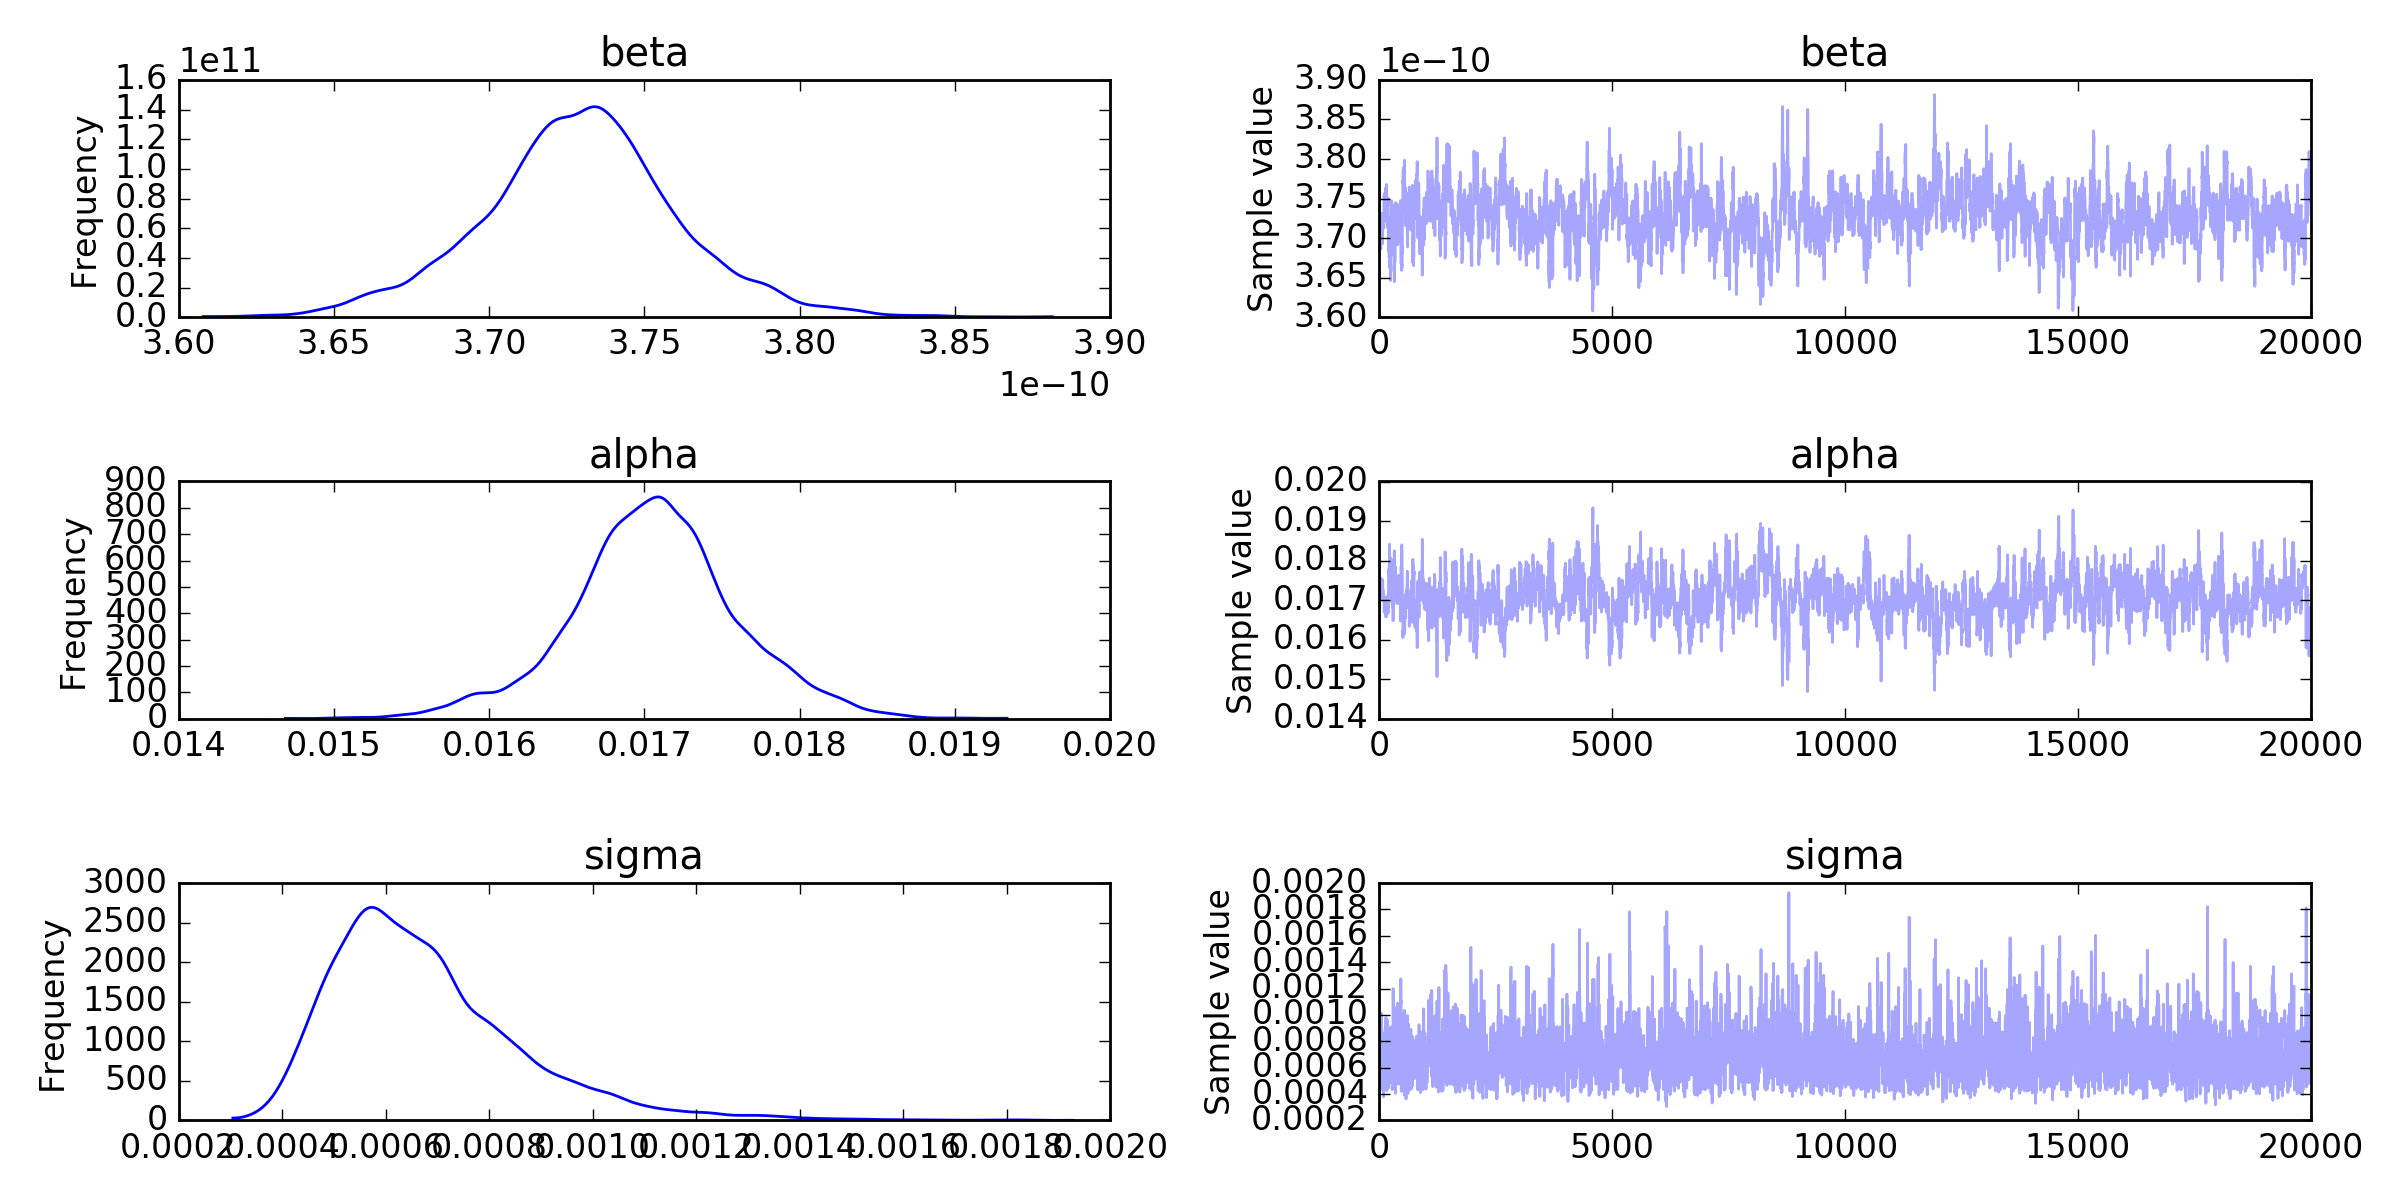 beta
1e11
1.6
1.4
1.2
1.0
0.8
0.6
0.4
0.2
0.0
Frequency
3.60 3.65 3.70 3.75 3.80 3.85 3.90
1e−10
beta
1e−10
3.90
3.85
3.80
3.75
3.70
3.65
3.60
Sample value
0 5000 10000 15000 20000
alpha
900
800
700
600
500
400
300
200
100
0
Frequency
0.014 0.015 0.016 0.017 0.018 0.019 0.020
alpha
0.020
0.019
0.018
0.017
0.016
0.015
0.014
Sample value
0 5000 10000 15000 20000
sigma
3000
2500
2000
1500
1000
500
0
Frequency
0.0002 0.0004 0.0006 0.0008 0.0010 0.0012 0.0014 0.0016 0.0018 0.0020
sigma
0.0020
0.0018
0.0016
0.0014
0.0012
0.0010
0.0008
0.0006
0.0004
0.0002
Sample value
0 5000 10000 15000 20000